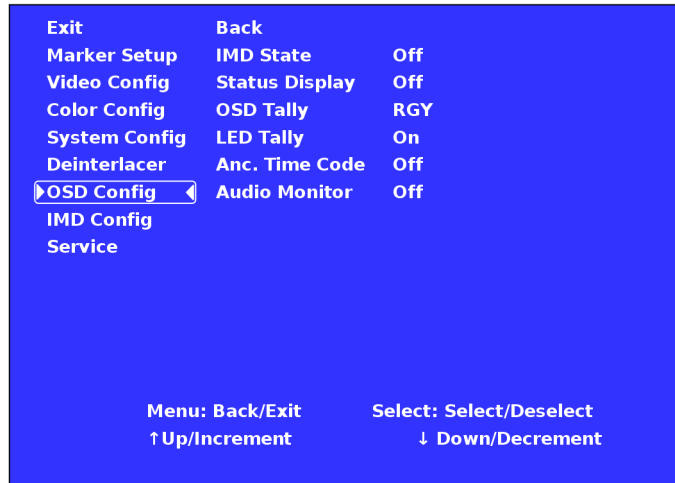 Exit Back
Marker Setup IMD State Off
Video Config Status Display Off
Color Config OSD Tally RGY
System Config LED Tally On
Deinterlacer Anc. Time Code Off
OSD Config Audio Monitor Off
IMD Config
Service
Menu: Back/Exit Select: Select/Deselect
↑Up/Increment ↓ Down/Decrement